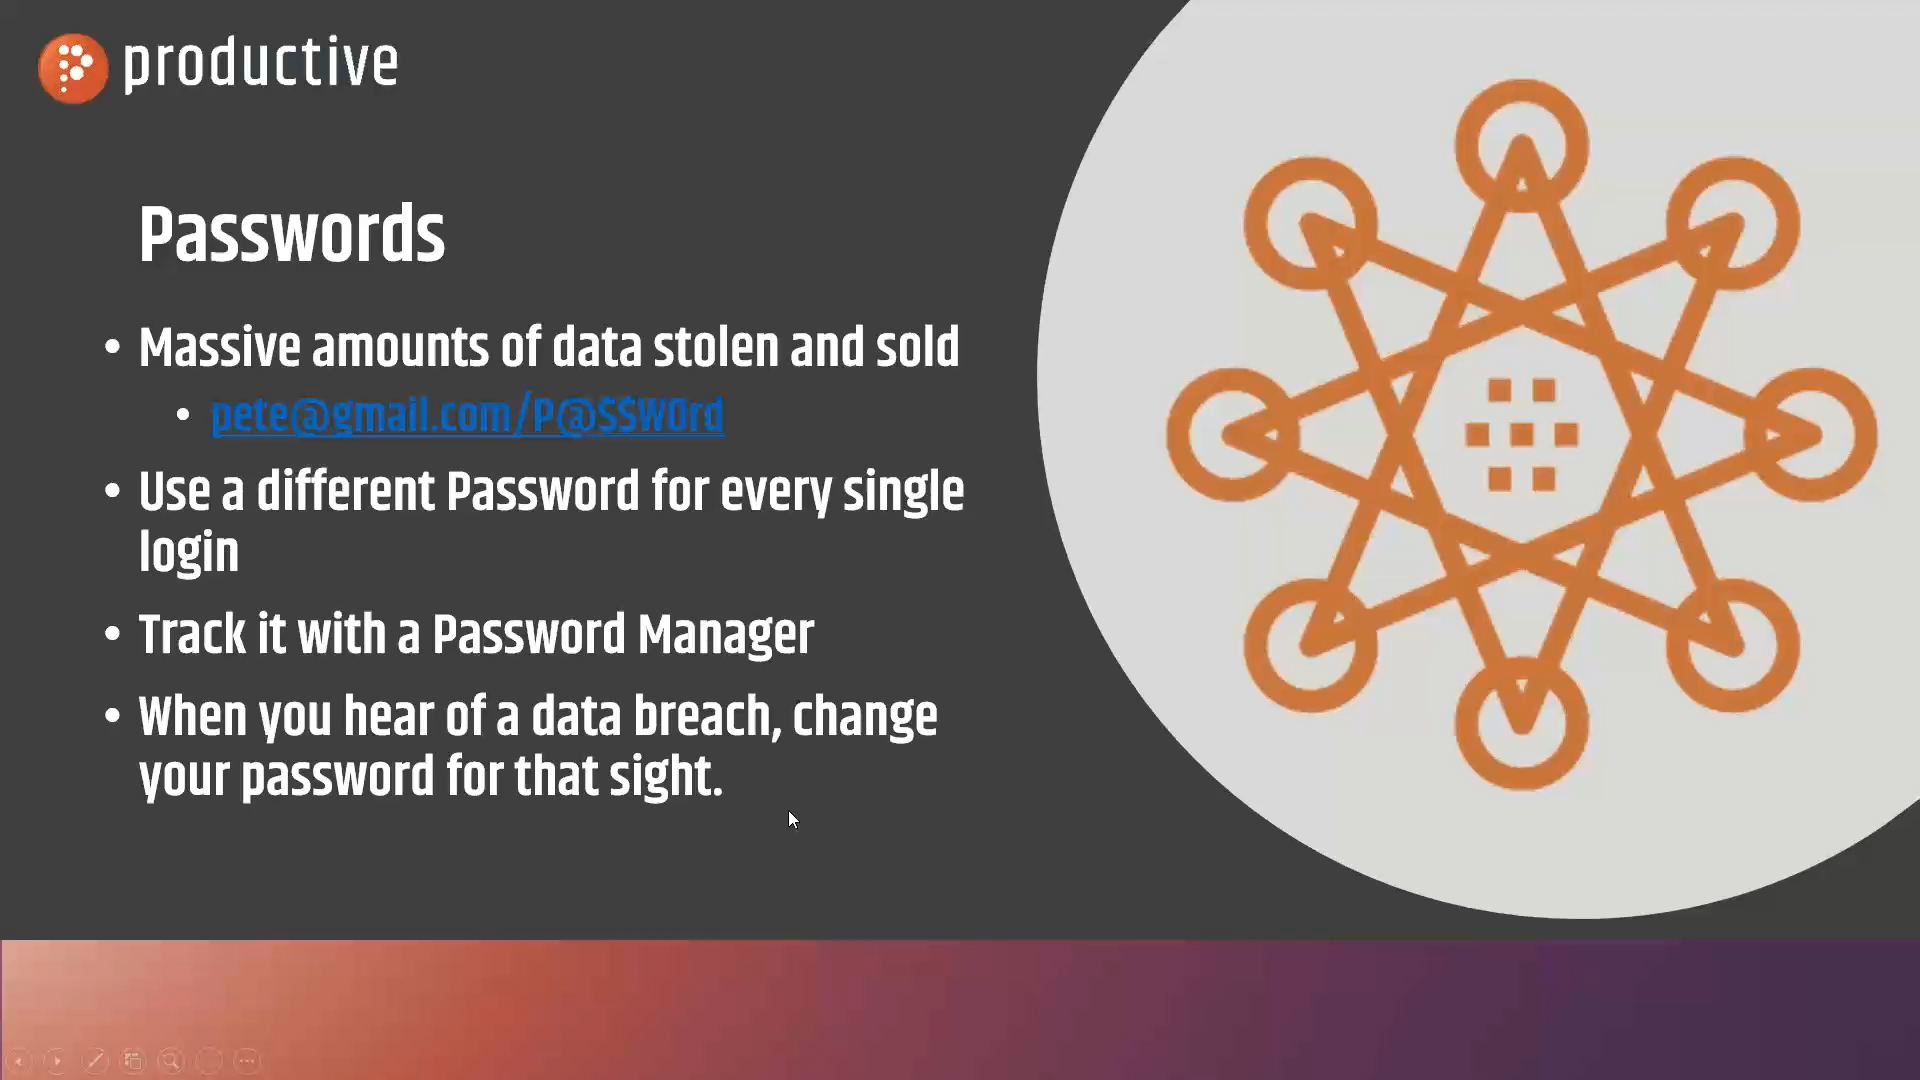 productive
Passwords
• Massive amounts of data stolen and sold
• pete@gmail.com/P@$$W0rd
• Use a different Password for every single
login
• Track it with a Password Manager
• When you hear of a data breach, change
your password for that sight.